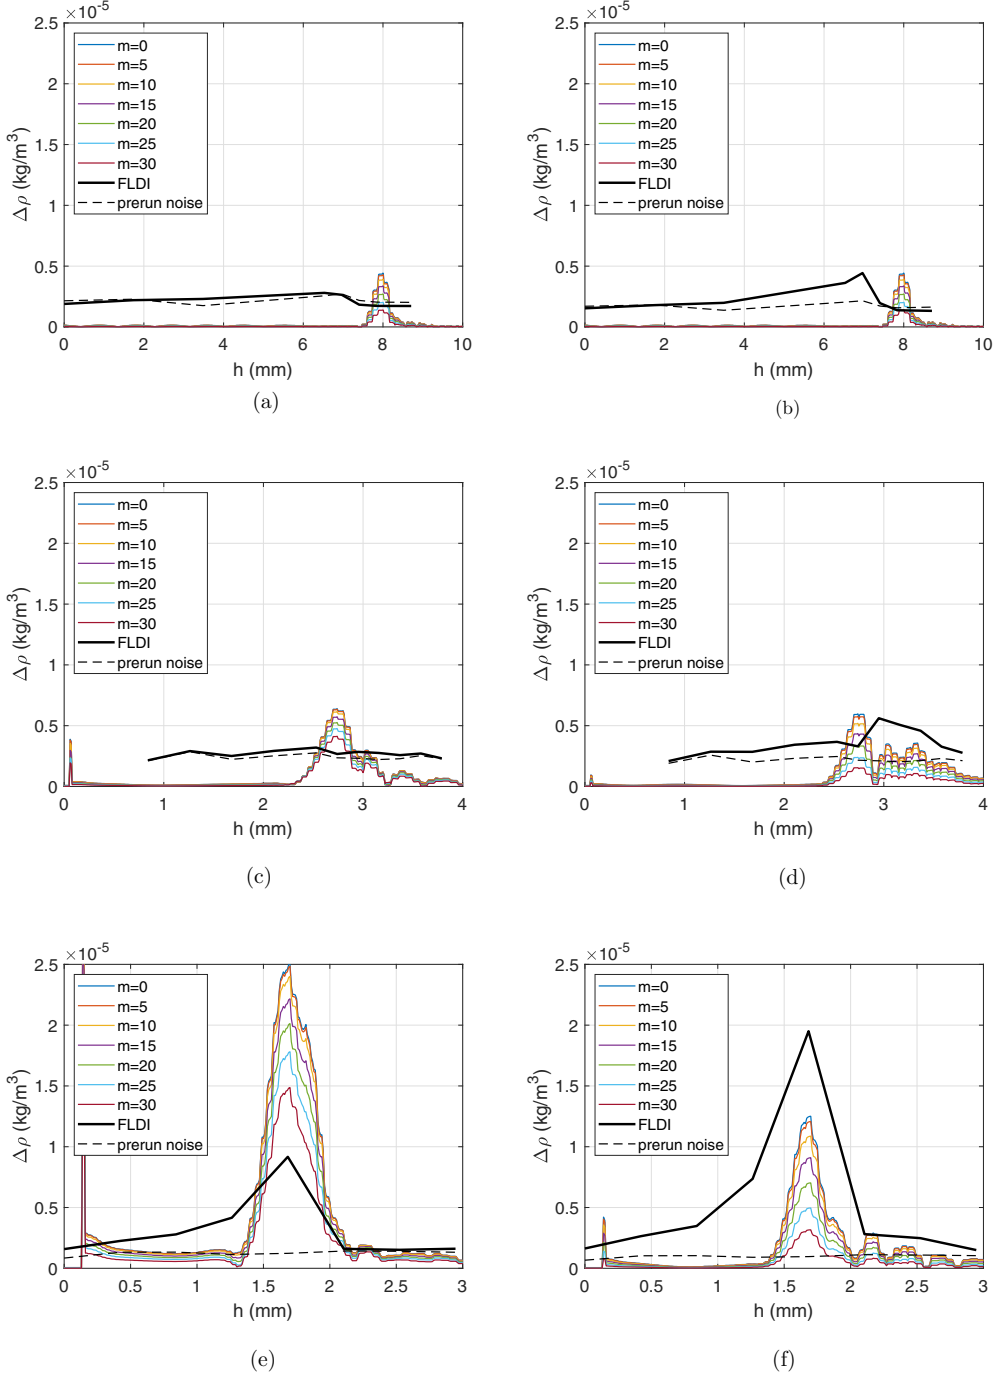 ×10⁻⁵
2.5
2
1.5
1
0.5
0
Δρ (kg/m³)
m=0
m=5
m=10
m=15
m=20
m=25
m=30
FLDI
prerun noise
0 2 4 6 8 10
h (mm)
(a)
×10⁻⁵
2.5
2
1.5
1
0.5
0
Δρ (kg/m³)
m=0
m=5
m=10
m=15
m=20
m=25
m=30
FLDI
prerun noise
0 2 4 6 8 10
h (mm)
(b)
×10⁻⁵
2.5
2
1.5
1
0.5
0
Δρ (kg/m³)
m=0
m=5
m=10
m=15
m=20
m=25
m=30
FLDI
prerun noise
0 1 2 3 4
h (mm)
(c)
×10⁻⁵
2.5
2
1.5
1
0.5
0
Δρ (kg/m³)
m=0
m=5
m=10
m=15
m=20
m=25
m=30
FLDI
prerun noise
0 1 2 3 4
h (mm)
(d)
×10⁻⁵
2.5
2
1.5
1
0.5
0
Δρ (kg/m³)
m=0
m=5
m=10
m=15
m=20
m=25
m=30
FLDI
prerun noise
0 0.5 1 1.5 2 2.5 3
h (mm)
(e)
×10⁻⁵
2.5
2
1.5
1
0.5
0
Δρ (kg/m³)
m=0
m=5
m=10
m=15
m=20
m=25
m=30
FLDI
prerun noise
0 0.5 1 1.5 2 2.5 3
h (mm)
(f)